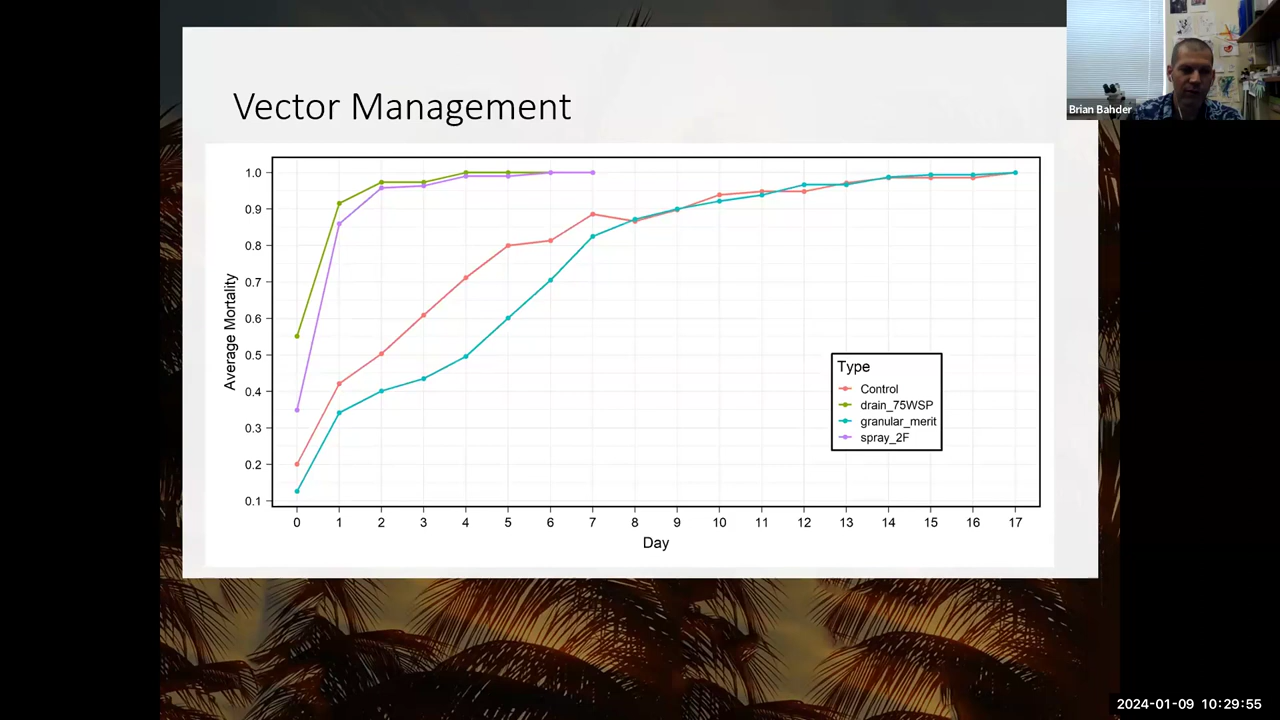 Vector Management
Brian Bahder
1.0
0.9
0.8
0.7
0.6
0.5
0.4
0.3
0.2
0.1
Average Mortality
0 1 2 3 4 5 6 7 8 9 10 11 12 13 14 15 16 17
Day
Type
Control
drain_75WSP
granular_merit
spray_2F
2024-01-09 10:29:55